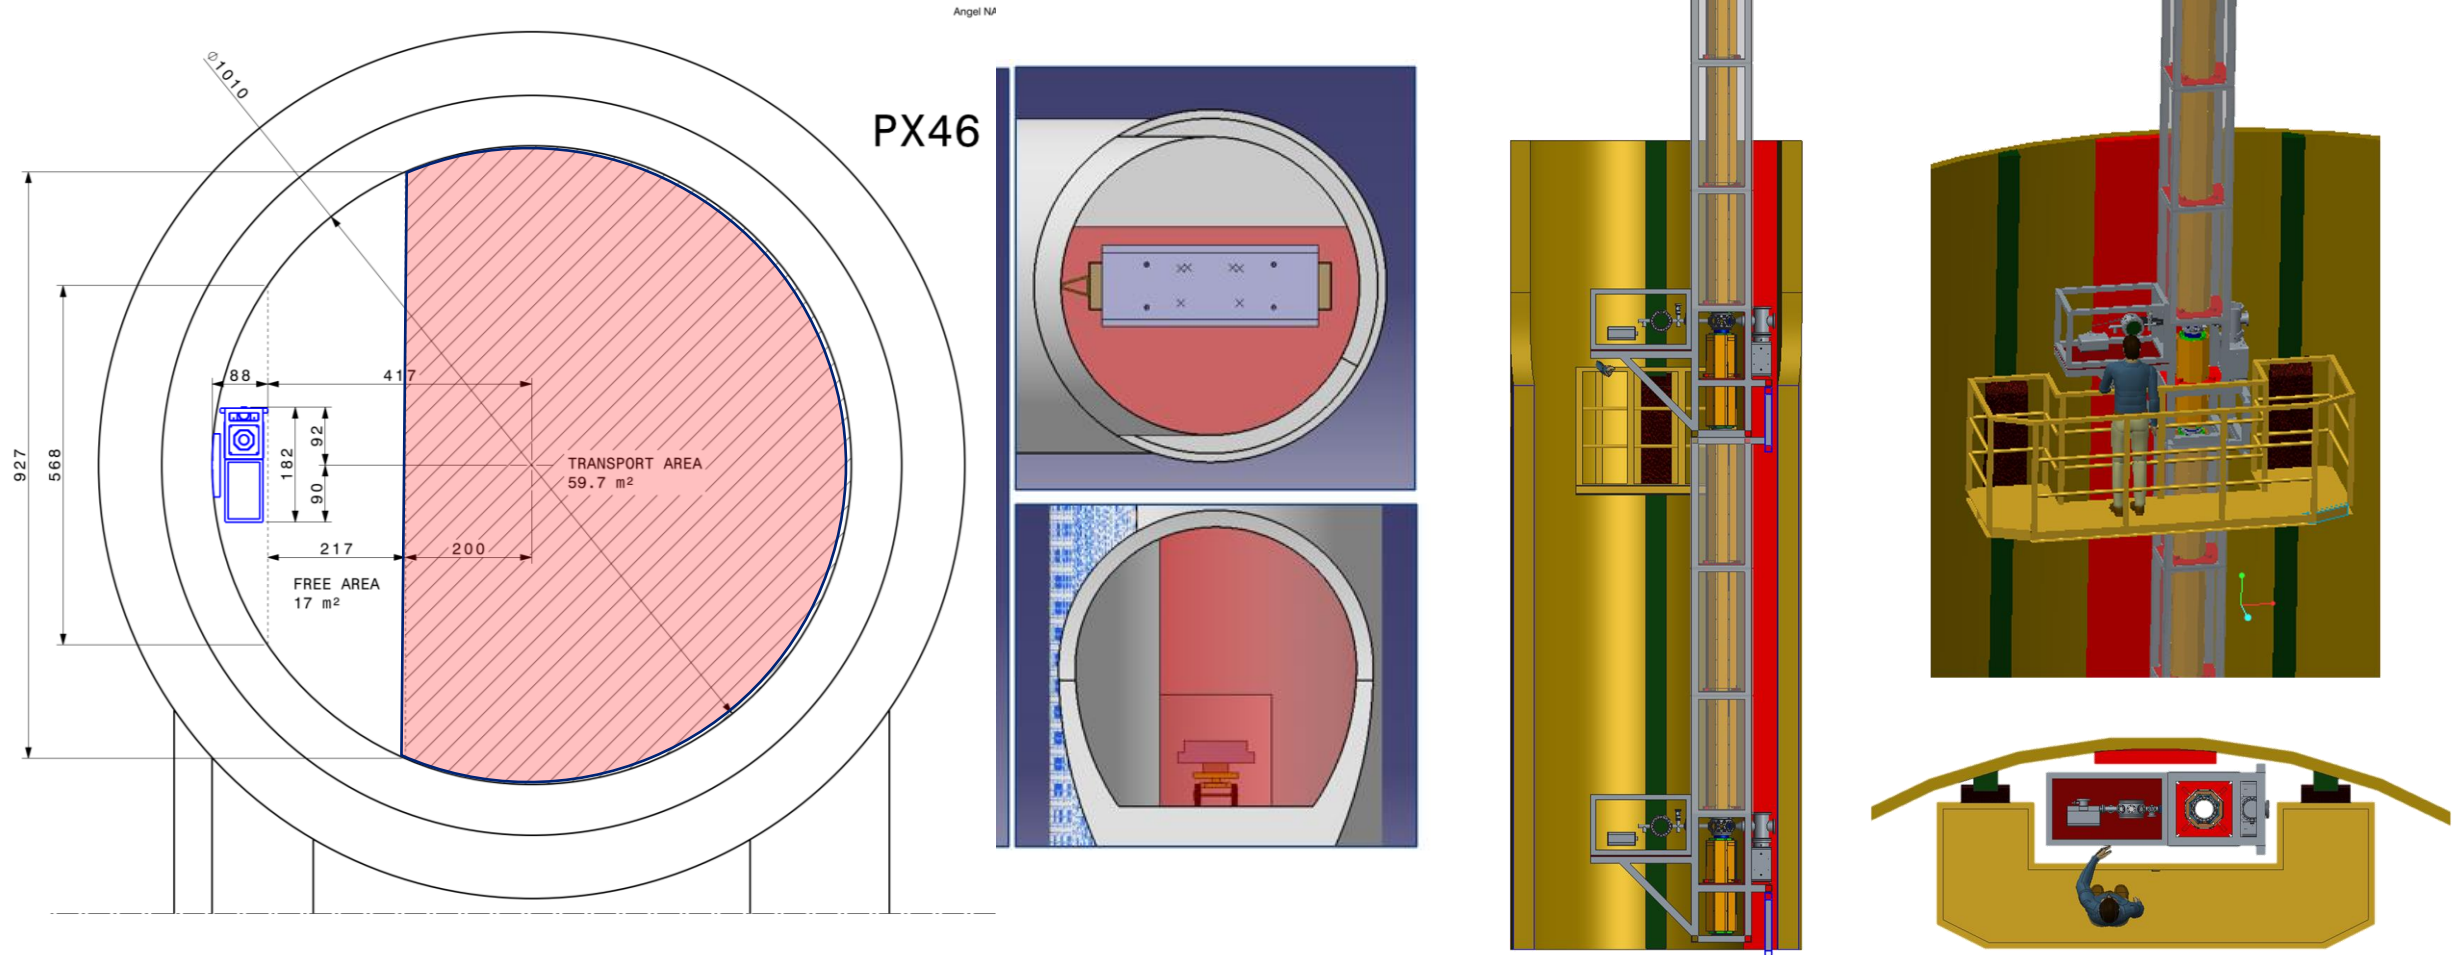 Angel NA
⌀1010
PX46
88
417
927
568
182
92
90
TRANSPORT AREA
59.7 m²
217
200
FREE AREA
17 m²